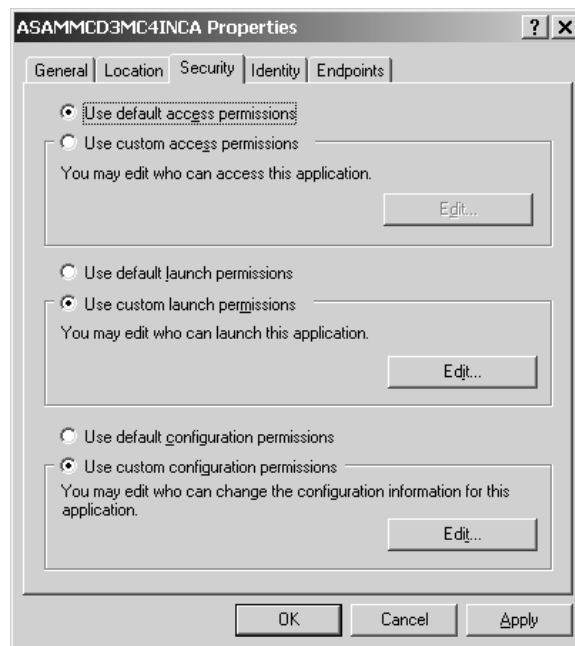 ASAMMCD3MC4INCA Properties
General Location Security Identity Endpoints
Use default access permissions
Use custom access permissions
You may edit who can access this application.
Edit...
Use default launch permissions
Use custom launch permissions
You may edit who can launch this application.
Edit...
Use default configuration permissions
Use custom configuration permissions
You may edit who can change the configuration information for this
application.
Edit...
OK Cancel Apply